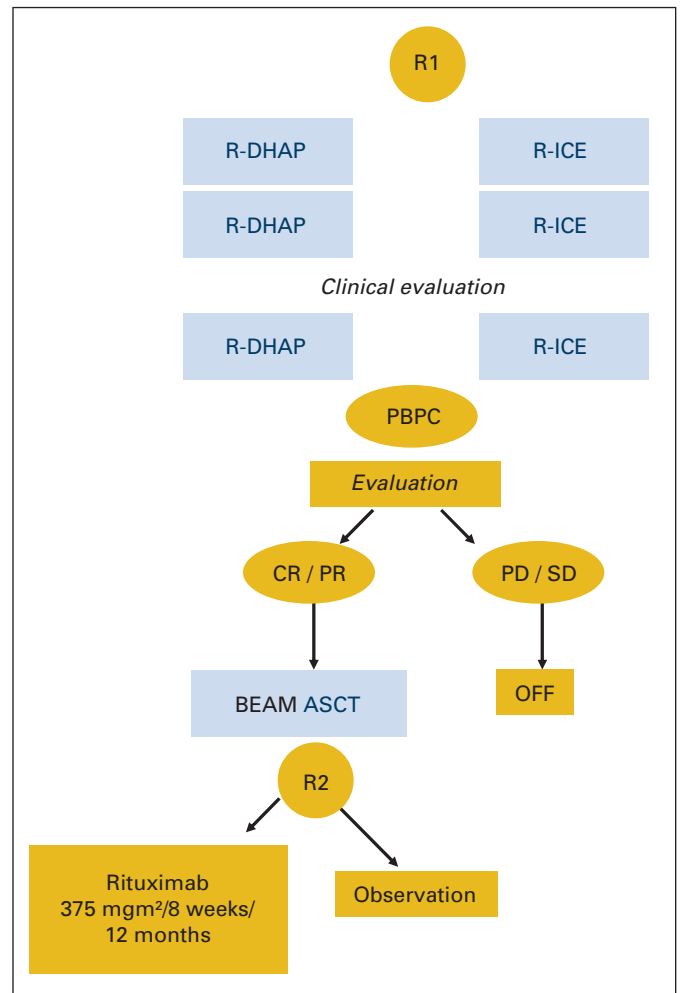 R1
R-DHAP R-ICE
R-DHAP R-ICE
Clinical evaluation
R-DHAP R-ICE
PBPC
Evaluation
CR / PR PD / SD
BEAM ASCT OFF
R2
Rituximab
375 mgm²/8 weeks/
12 months
Observation